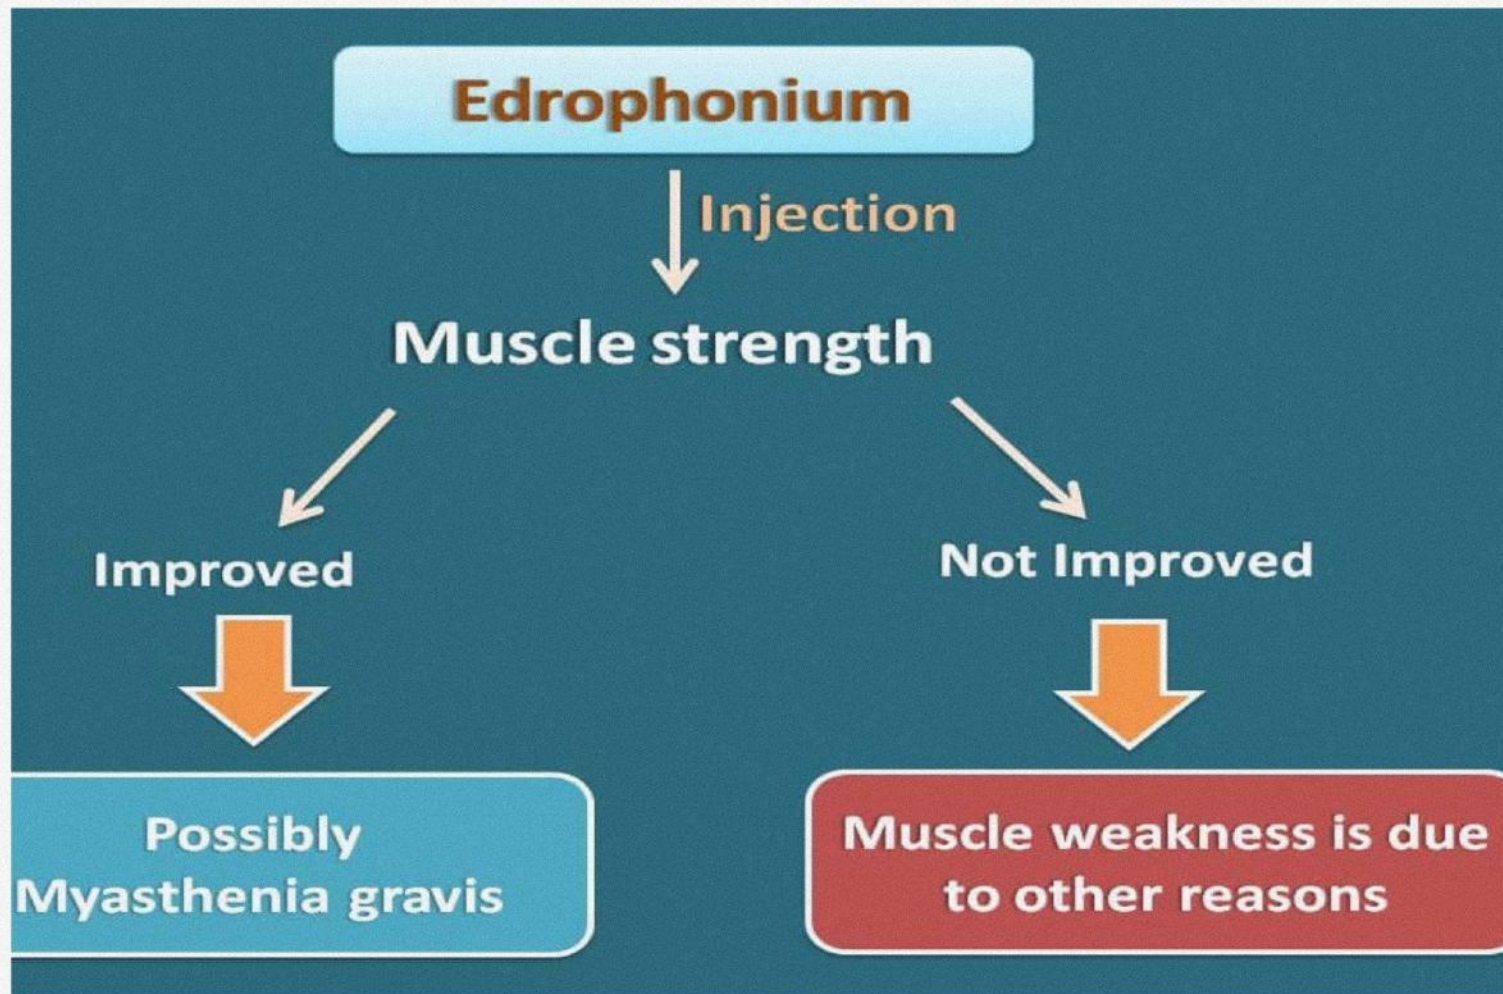 Edrophonium
Injection
Muscle strength
Improved
Not Improved
Possibly
Myasthenia gravis
Muscle weakness is due
to other reasons